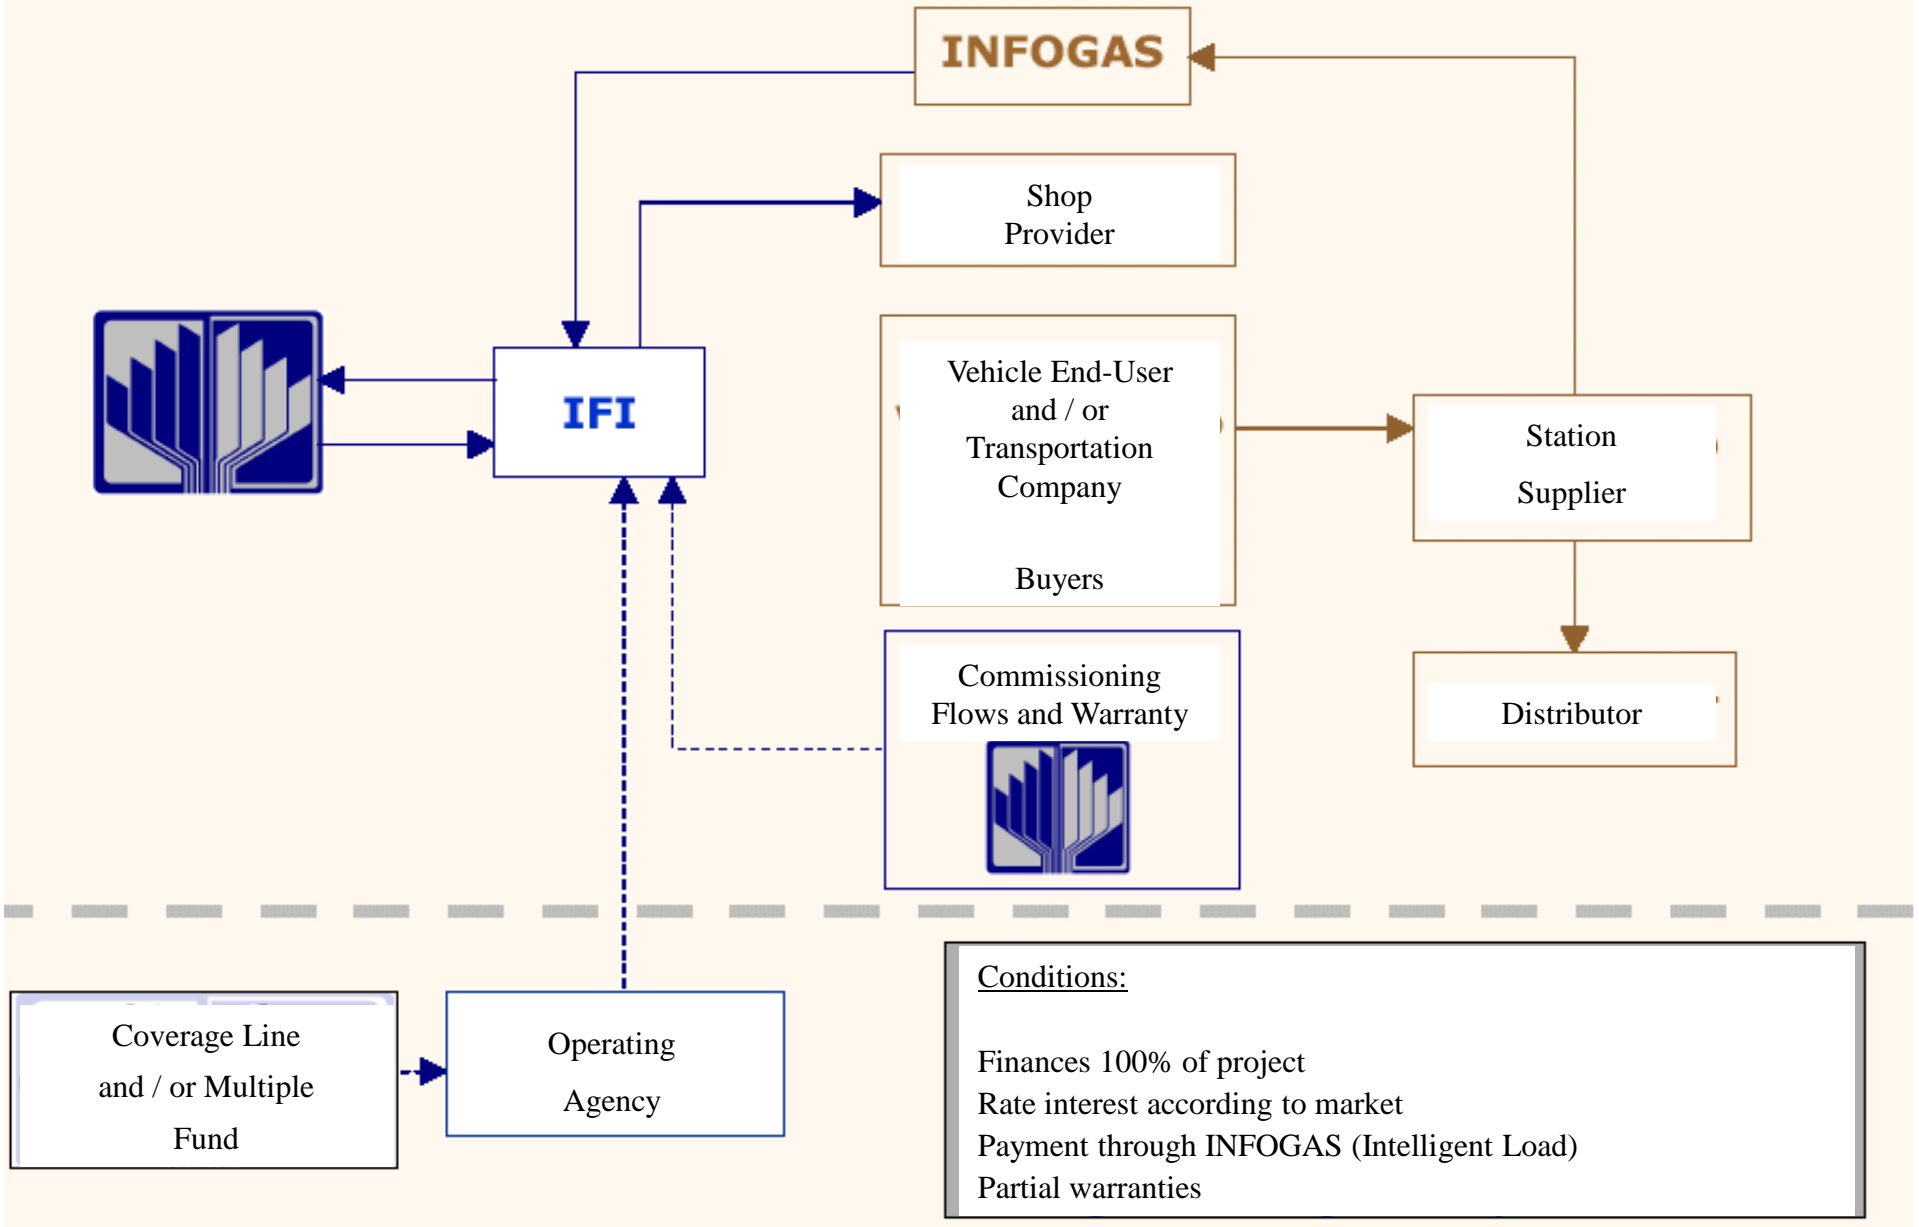 INFOGAS
Shop
Provider
IFI
Vehicle End-User
and / or
Transportation
Company
Buyers
Station
Supplier
Commissioning
Flows and Warranty
Distributor
Coverage Line
and / or Multiple
Fund
Operating
Agency
Conditions:
Finances 100% of project
Rate interest according to market
Payment through INFOGAS (Intelligent Load)
Partial warranties